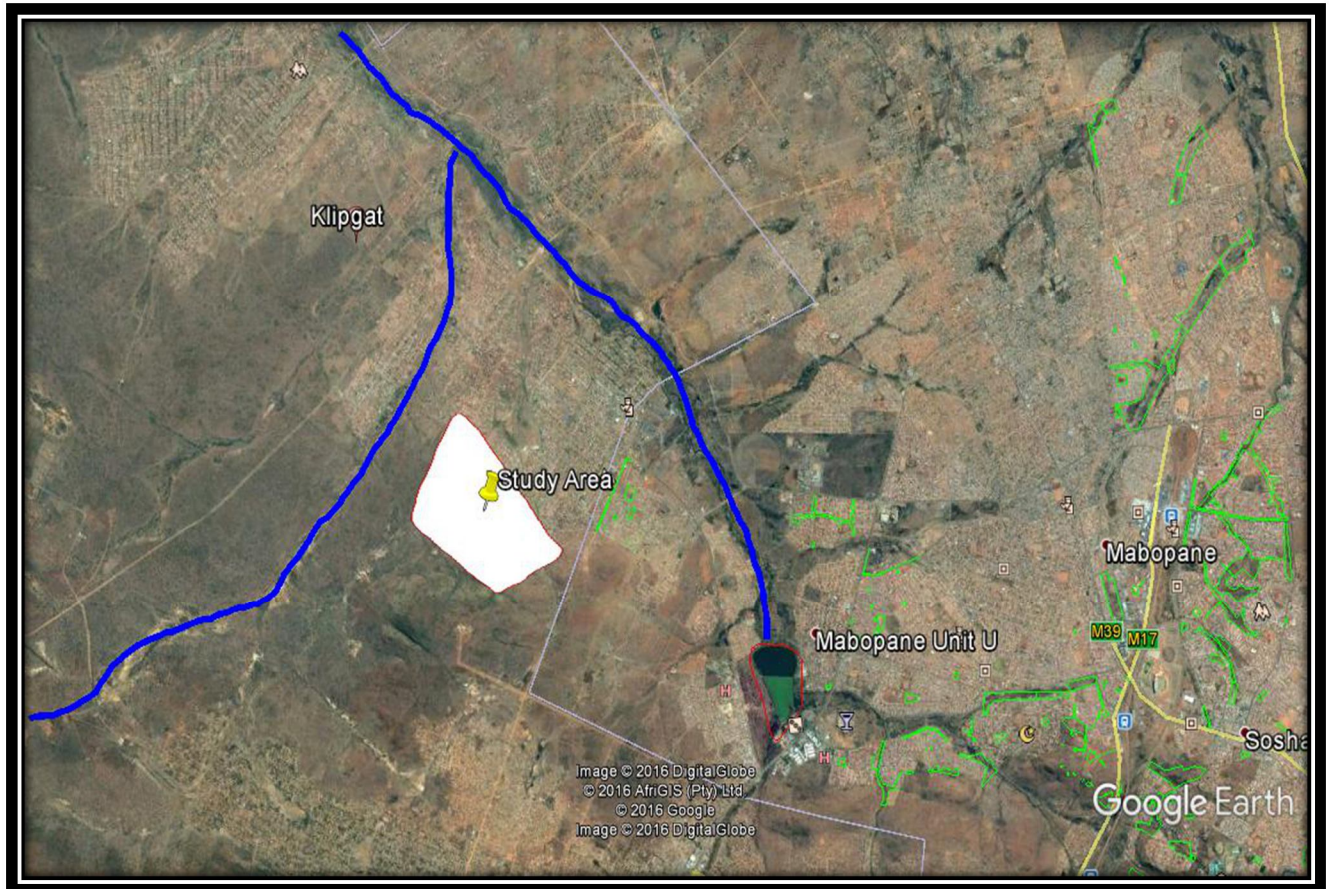 Klipgat
Study Area
Mabopane
M39
M17
Mabopane Unit U
H
H
Image © 2016 DigitalGlobe
© 2016 AfriGIS (Pty) Ltd.
© 2016 Google
Image © 2016 DigitalGlobe
Sosha
Google Earth